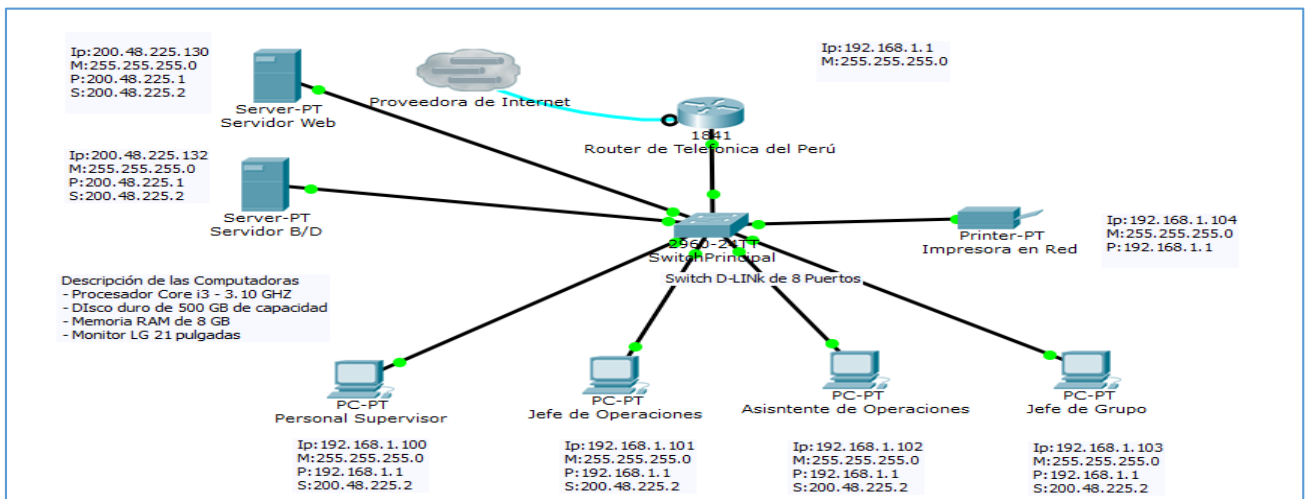 Ip:200.48.225.130
M:255.255.255.0
P:200.48.225.1
S:200.48.225.2
Server-PT
Servidor Web
Proveedora de Internet
Ip:192.168.1.1
M:255.255.255.0
1841
Router de Telefonica del Perú
Ip:200.48.225.132
M:255.255.255.0
P:200.48.225.1
S:200.48.225.2
Server-PT
Servidor B/D
2960-24TT
SwitchPrincipal
Switch D-LINk de 8 Puertos
Printer-PT
Impresora en Red
Ip:192.168.1.104
M:255.255.255.0
P:192.168.1.1
Descripción de las Computadoras
- Procesador Core i3 - 3.10 GHZ
- DIsco duro de 500 GB de capacidad
- Memoria RAM de 8 GB
- Monitor LG 21 pulgadas
PC-PT
Personal Supervisor
Ip:192.168.1.100
M:255.255.255.0
P:192.168.1.1
S:200.48.225.2
PC-PT
Jefe de Operaciones
Ip:192.168.1.101
M:255.255.255.0
P:192.168.1.1
S:200.48.225.2
PC-PT
Asisntente de Operaciones
Ip:192.168.1.102
M:255.255.255.0
P:192.168.1.1
S:200.48.225.2
PC-PT
Jefe de Grupo
Ip:192.168.1.103
M:255.255.255.0
P:192.168.1.1
S:200.48.225.2